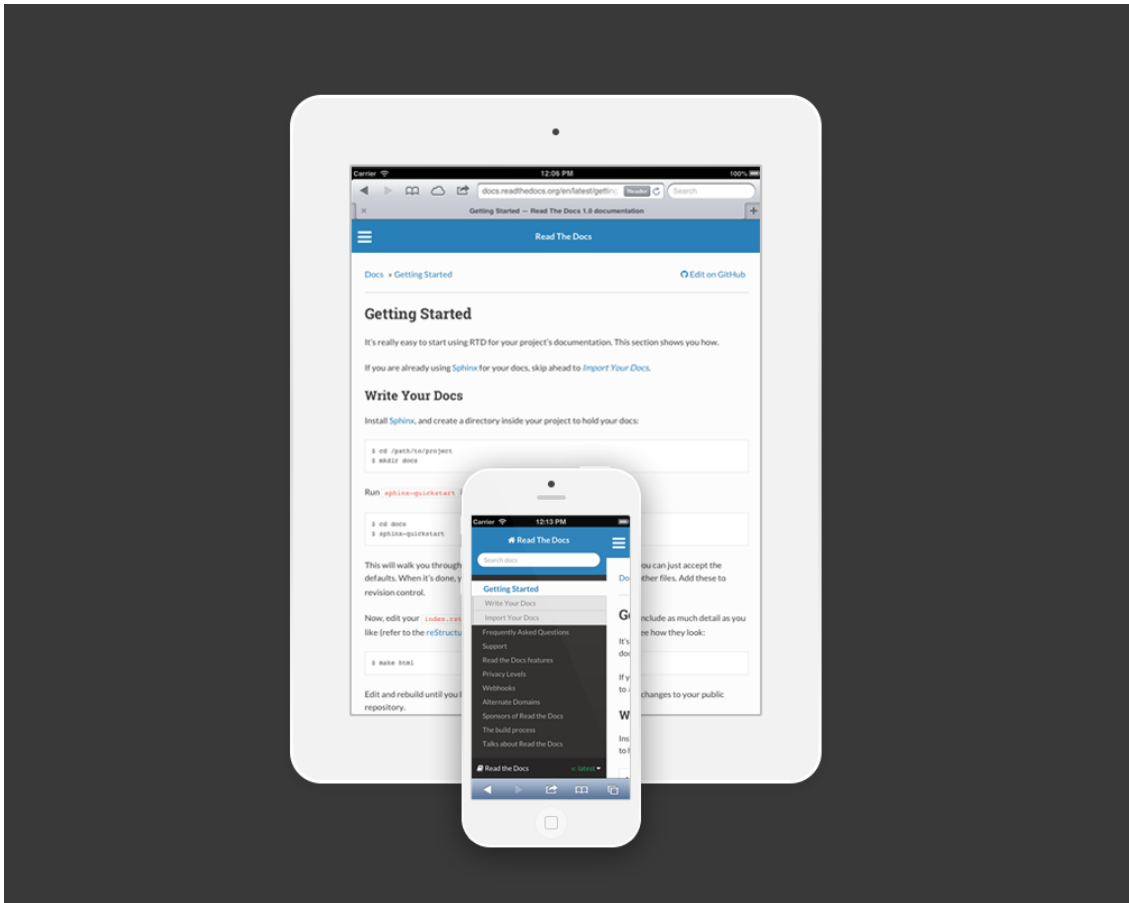 Carrier 12:06 PM 100%
docs.readthedocs.org/en/latest/getting Reader Search
Getting Started — Read The Docs 1.0 documentation
Read The Docs
Docs » Getting Started Edit on GitHub
Getting Started
It's really easy to start using RTD for your project's documentation. This section shows you how.
If you are already using Sphinx for your docs, skip ahead to Import Your Docs.
Write Your Docs
Install Sphinx, and create a directory inside your project to hold your docs:
$ cd /path/to/project
$ mkdir docs
Run sphinx-quickstart
$ cd docs
$ sphinx-quickstart
This will walk you through you can just accept the
defaults. When it's done, other files. Add these to
revision control.
Now, edit your index.rst include as much detail as you
like (refer to the reStructu see how they look:
$ make html
Edit and rebuild until you changes to your public
repository.
Carrier 12:13 PM
Read The Docs
Search docs
Getting Started
Write Your Docs
Import Your Docs
Frequently Asked Questions
Support
Read the Docs features
Privacy Levels
Webhooks
Alternate Domains
Sponsors of Read the Docs
The build process
Talks about Read the Docs
Read the Docs v: latest
Do
G
It's
do
If y
to
W
Ins
to